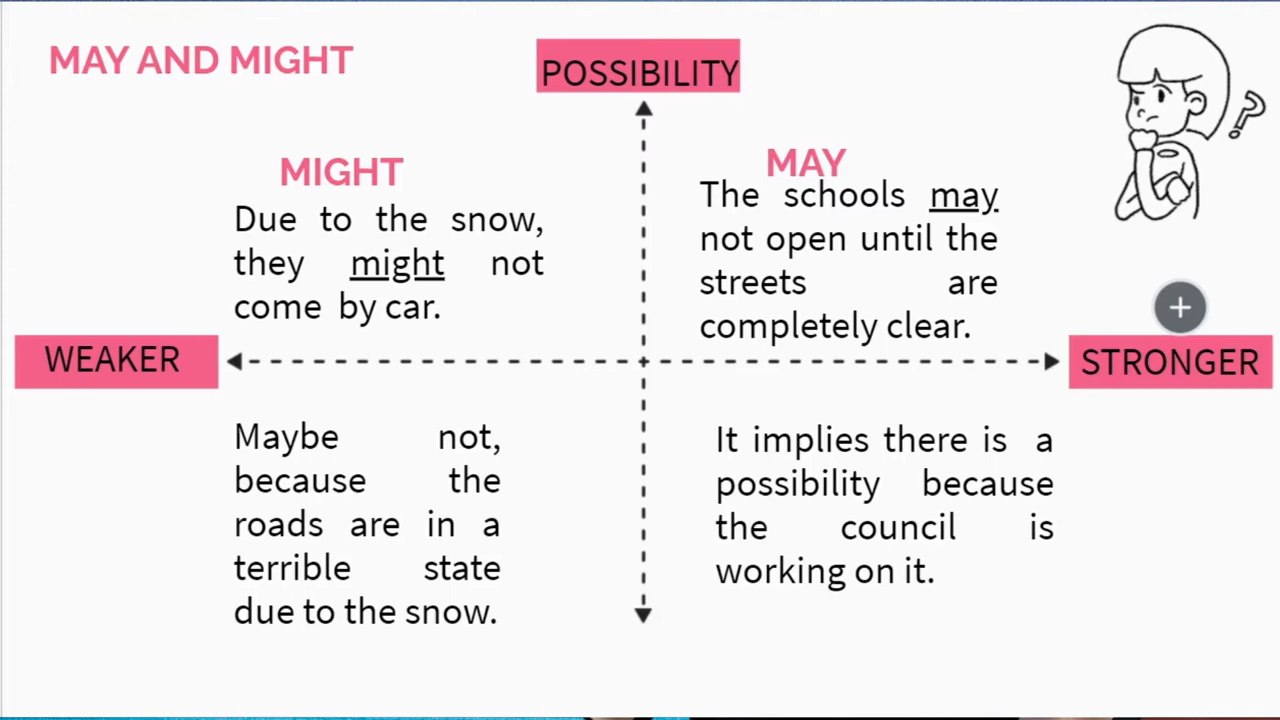 MAY AND MIGHT
POSSIBILITY
MIGHT
Due to the snow,
they might not
come by car.
MAY
The schools may
not open until the
streets are
completely clear.
WEAKER
STRONGER
Maybe not,
because the
roads are in a
terrible state
due to the snow.
It implies there is a
possibility because
the council is
working on it.